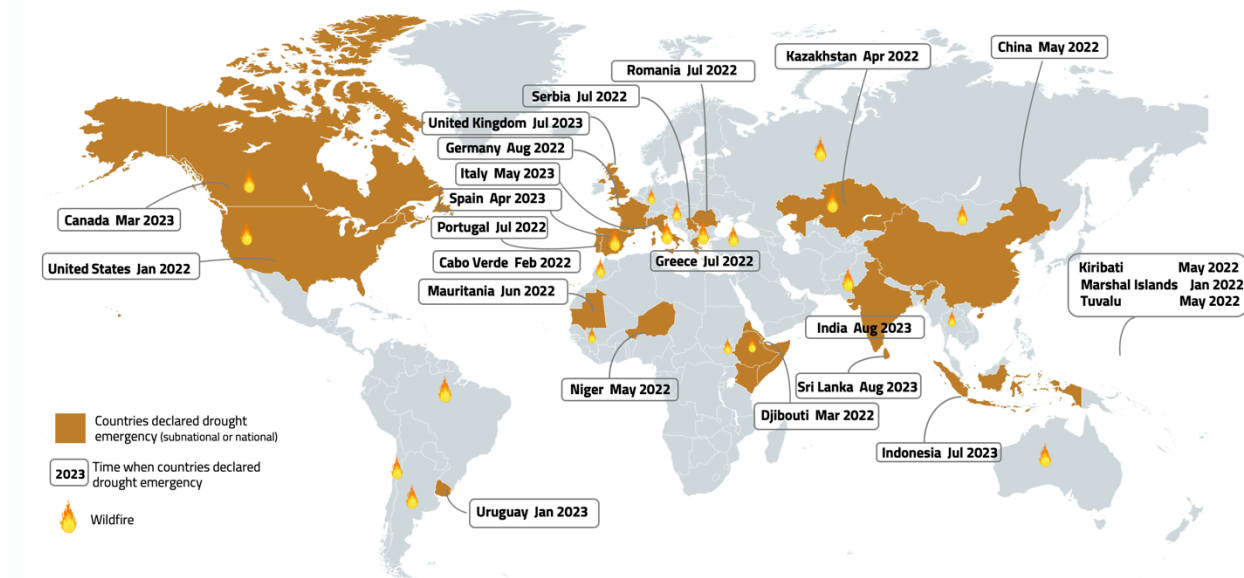 China May 2022
Kazakhstan Apr 2022
Romania Jul 2022
Serbia Jul 2022
United Kingdom Jul 2023
Germany Aug 2022
Italy May 2023
Spain Apr 2023
Canada Mar 2023
Portugal Jul 2022
United States Jan 2022
Cabo Verde Feb 2022
Greece Jul 2022
Kiribati May 2022
Marshal Islands Jan 2022
Tuvalu May 2022
Mauritania Jun 2022
India Aug 2023
Niger May 2022
Sri Lanka Aug 2023
Djibouti Mar 2022
Indonesia Jul 2023
Uruguay Jan 2023
Countries declared drought
emergency (subnational or national)
2023 Time when countries declared
drought emergency
Wildfire